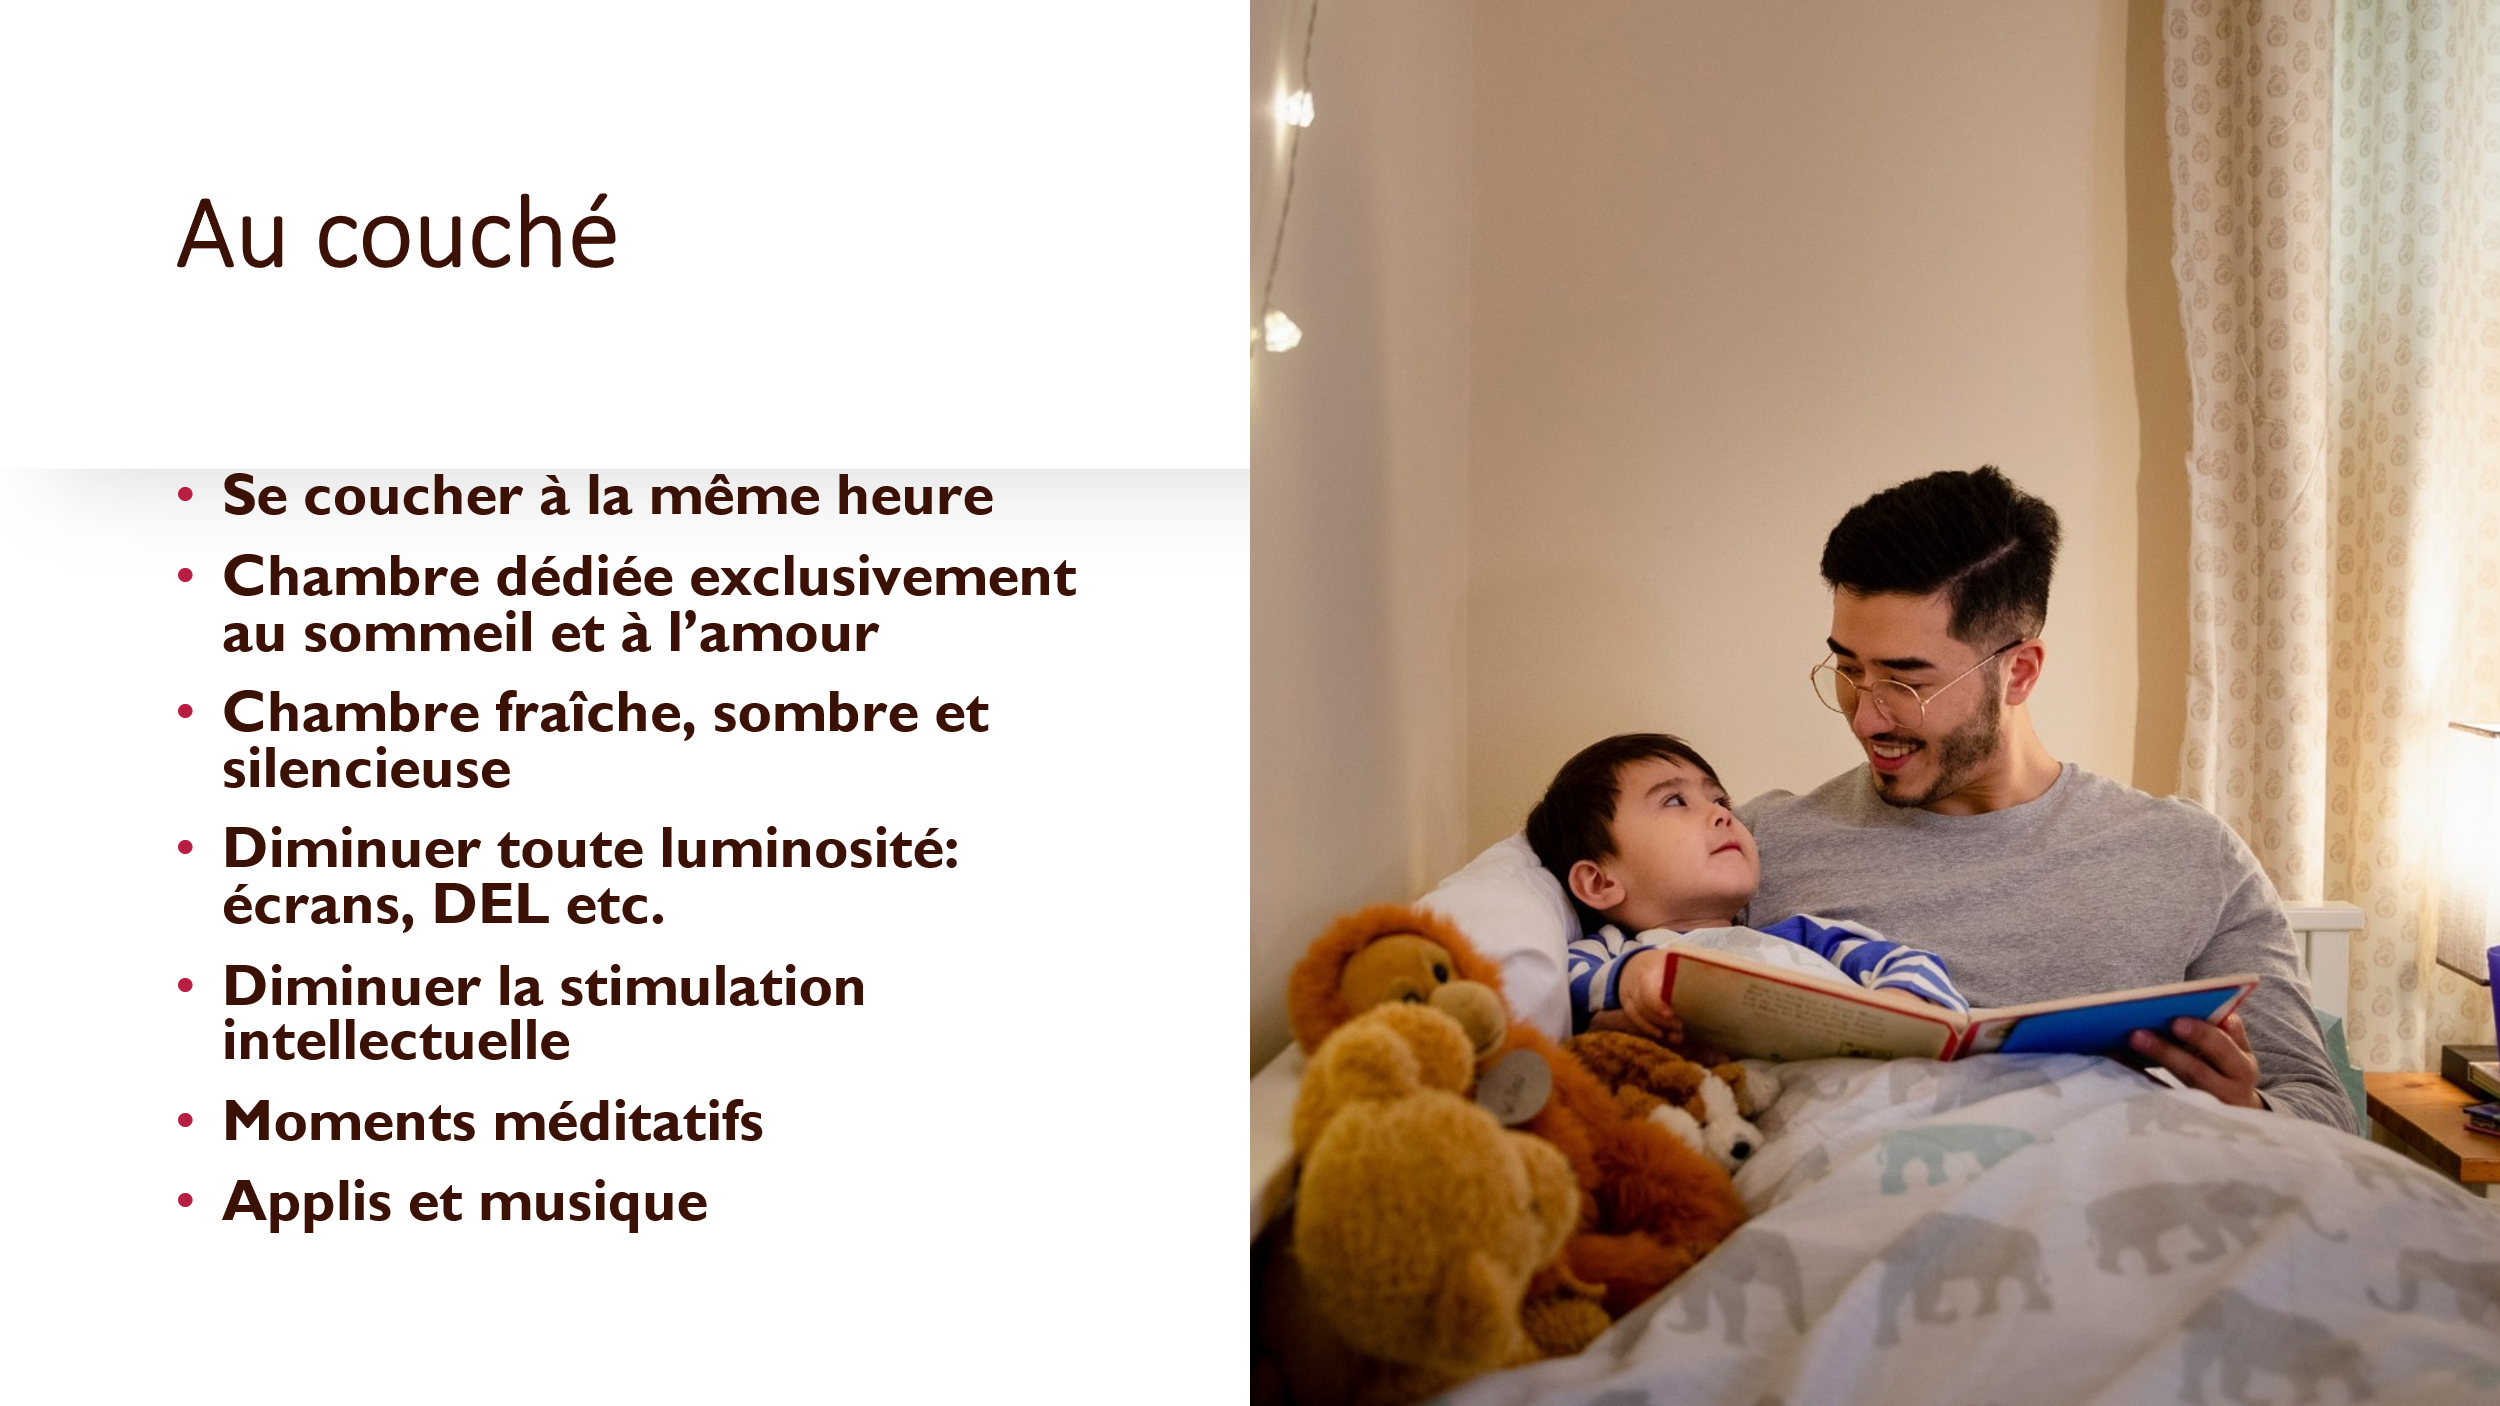 Au couché
• Se coucher à la même heure
• Chambre dédiée exclusivement
au sommeil et à l’amour
• Chambre fraîche, sombre et
silencieuse
• Diminuer toute luminosité:
écrans, DEL etc.
• Diminuer la stimulation
intellectuelle
• Moments méditatifs
• Applis et musique